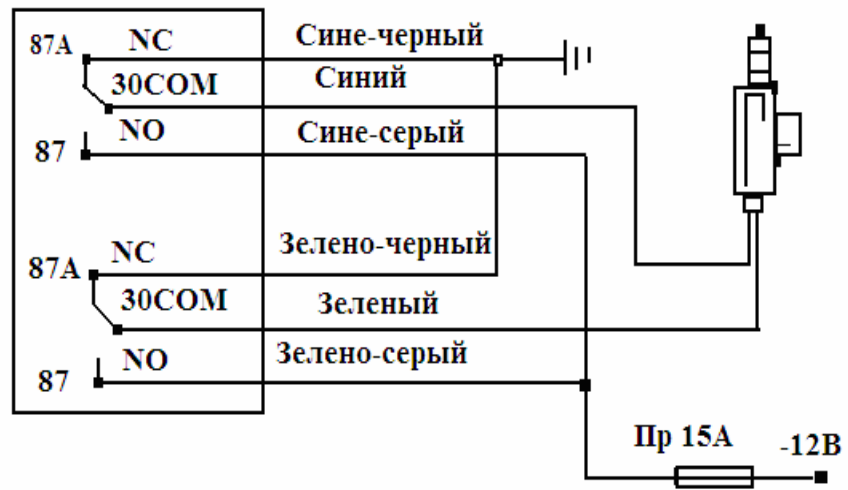 87A NC Сине-черный
30COM Синий
87 NO Сине-серый
87A NC Зелено-черный
30COM Зеленый
87 NO Зелено-серый
Пр 15А -12В